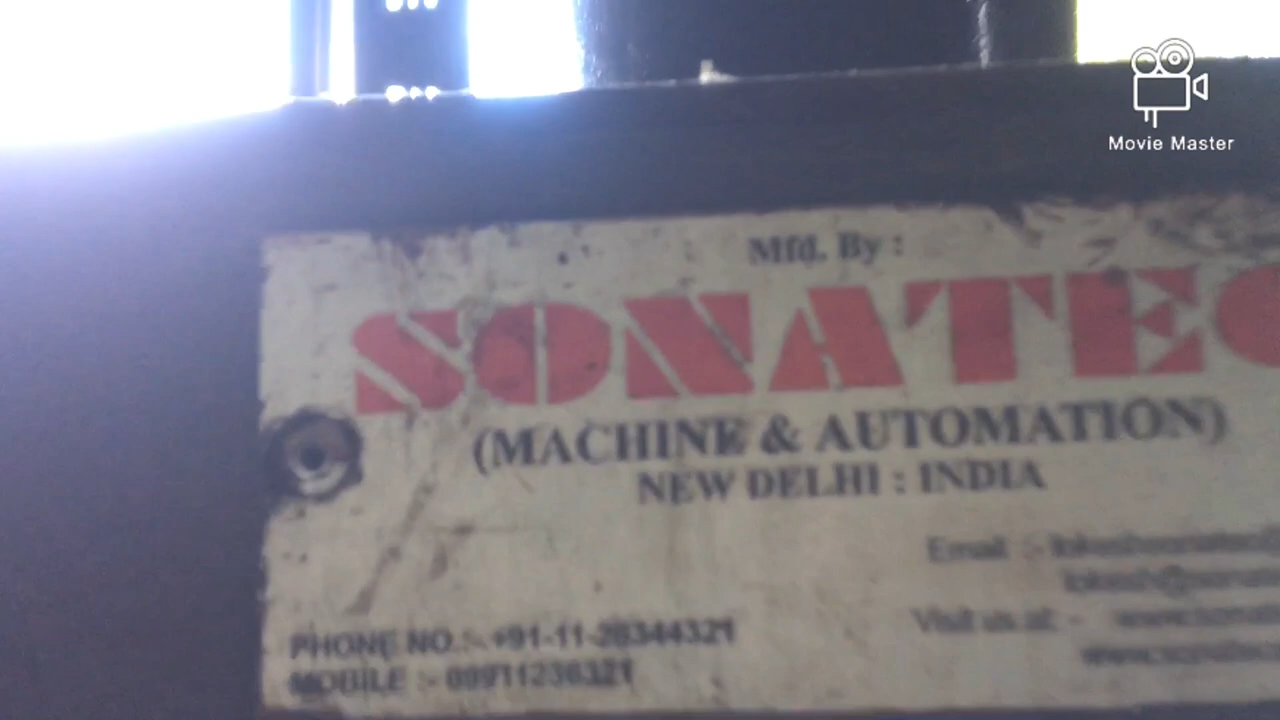 Movie Master
Mfd. By :
SONATEC
(MACHINE & AUTOMATION)
NEW DELHI : INDIA
Email :-
PHONE NO.:- +91-11-28344321
Visit us at: -
MOBILE :- 09911236321